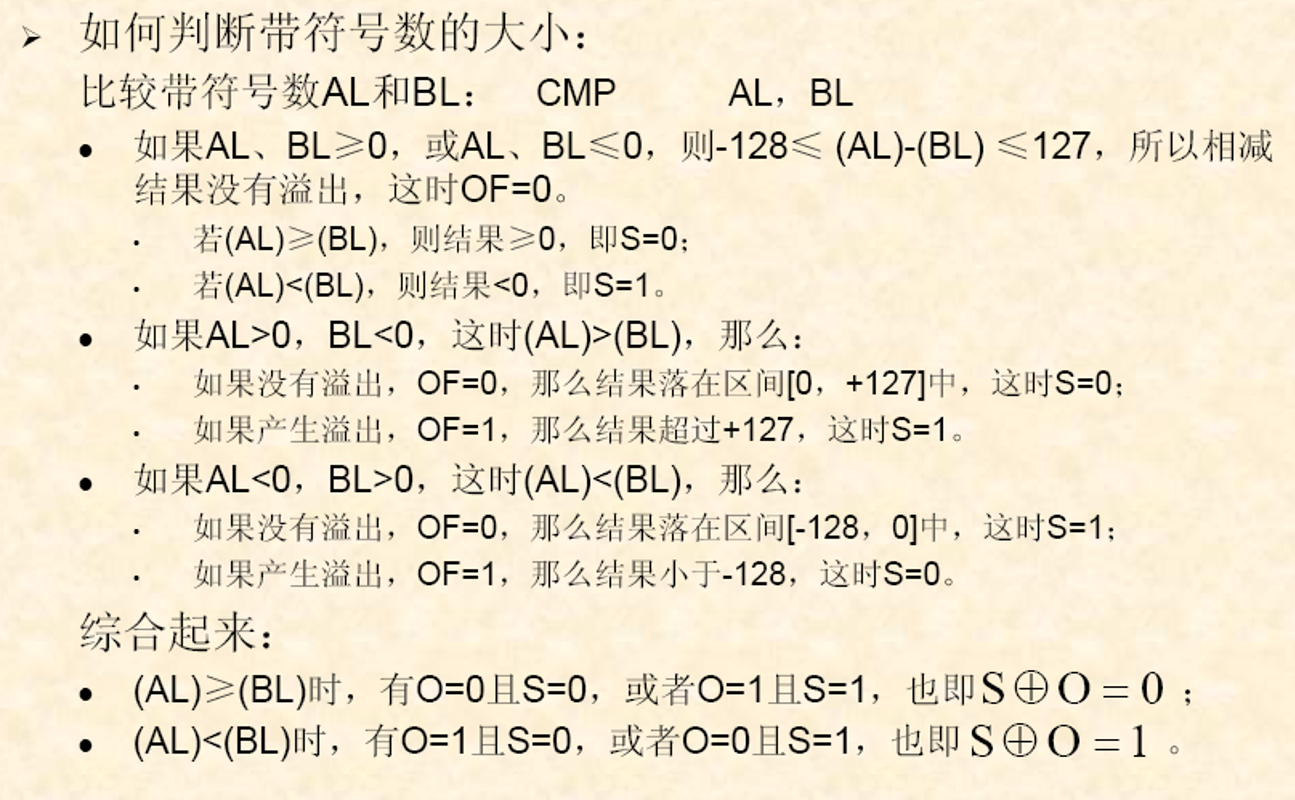 ➢ 如何判断带符号数的大小：
比较带符号数AL和BL： CMP AL，BL
• 如果AL、BL≥0，或AL、BL≤0，则-128≤ (AL)-(BL) ≤127，所以相减
结果没有溢出，这时OF=0。
· 若(AL)≥(BL)，则结果≥0，即S=0；
· 若(AL)<(BL)，则结果<0，即S=1。
• 如果AL>0，BL<0，这时(AL)>(BL)，那么：
· 如果没有溢出，OF=0，那么结果落在区间[0，+127]中，这时S=0；
· 如果产生溢出，OF=1，那么结果超过+127，这时S=1。
• 如果AL<0，BL>0，这时(AL)<(BL)，那么：
· 如果没有溢出，OF=0，那么结果落在区间[-128，0]中，这时S=1；
· 如果产生溢出，OF=1，那么结果小于-128，这时S=0。
综合起来：
• (AL)≥(BL)时，有O=0且S=0，或者O=1且S=1，也即S⊕O=0；
• (AL)<(BL)时，有O=1且S=0，或者O=0且S=1，也即S⊕O=1。